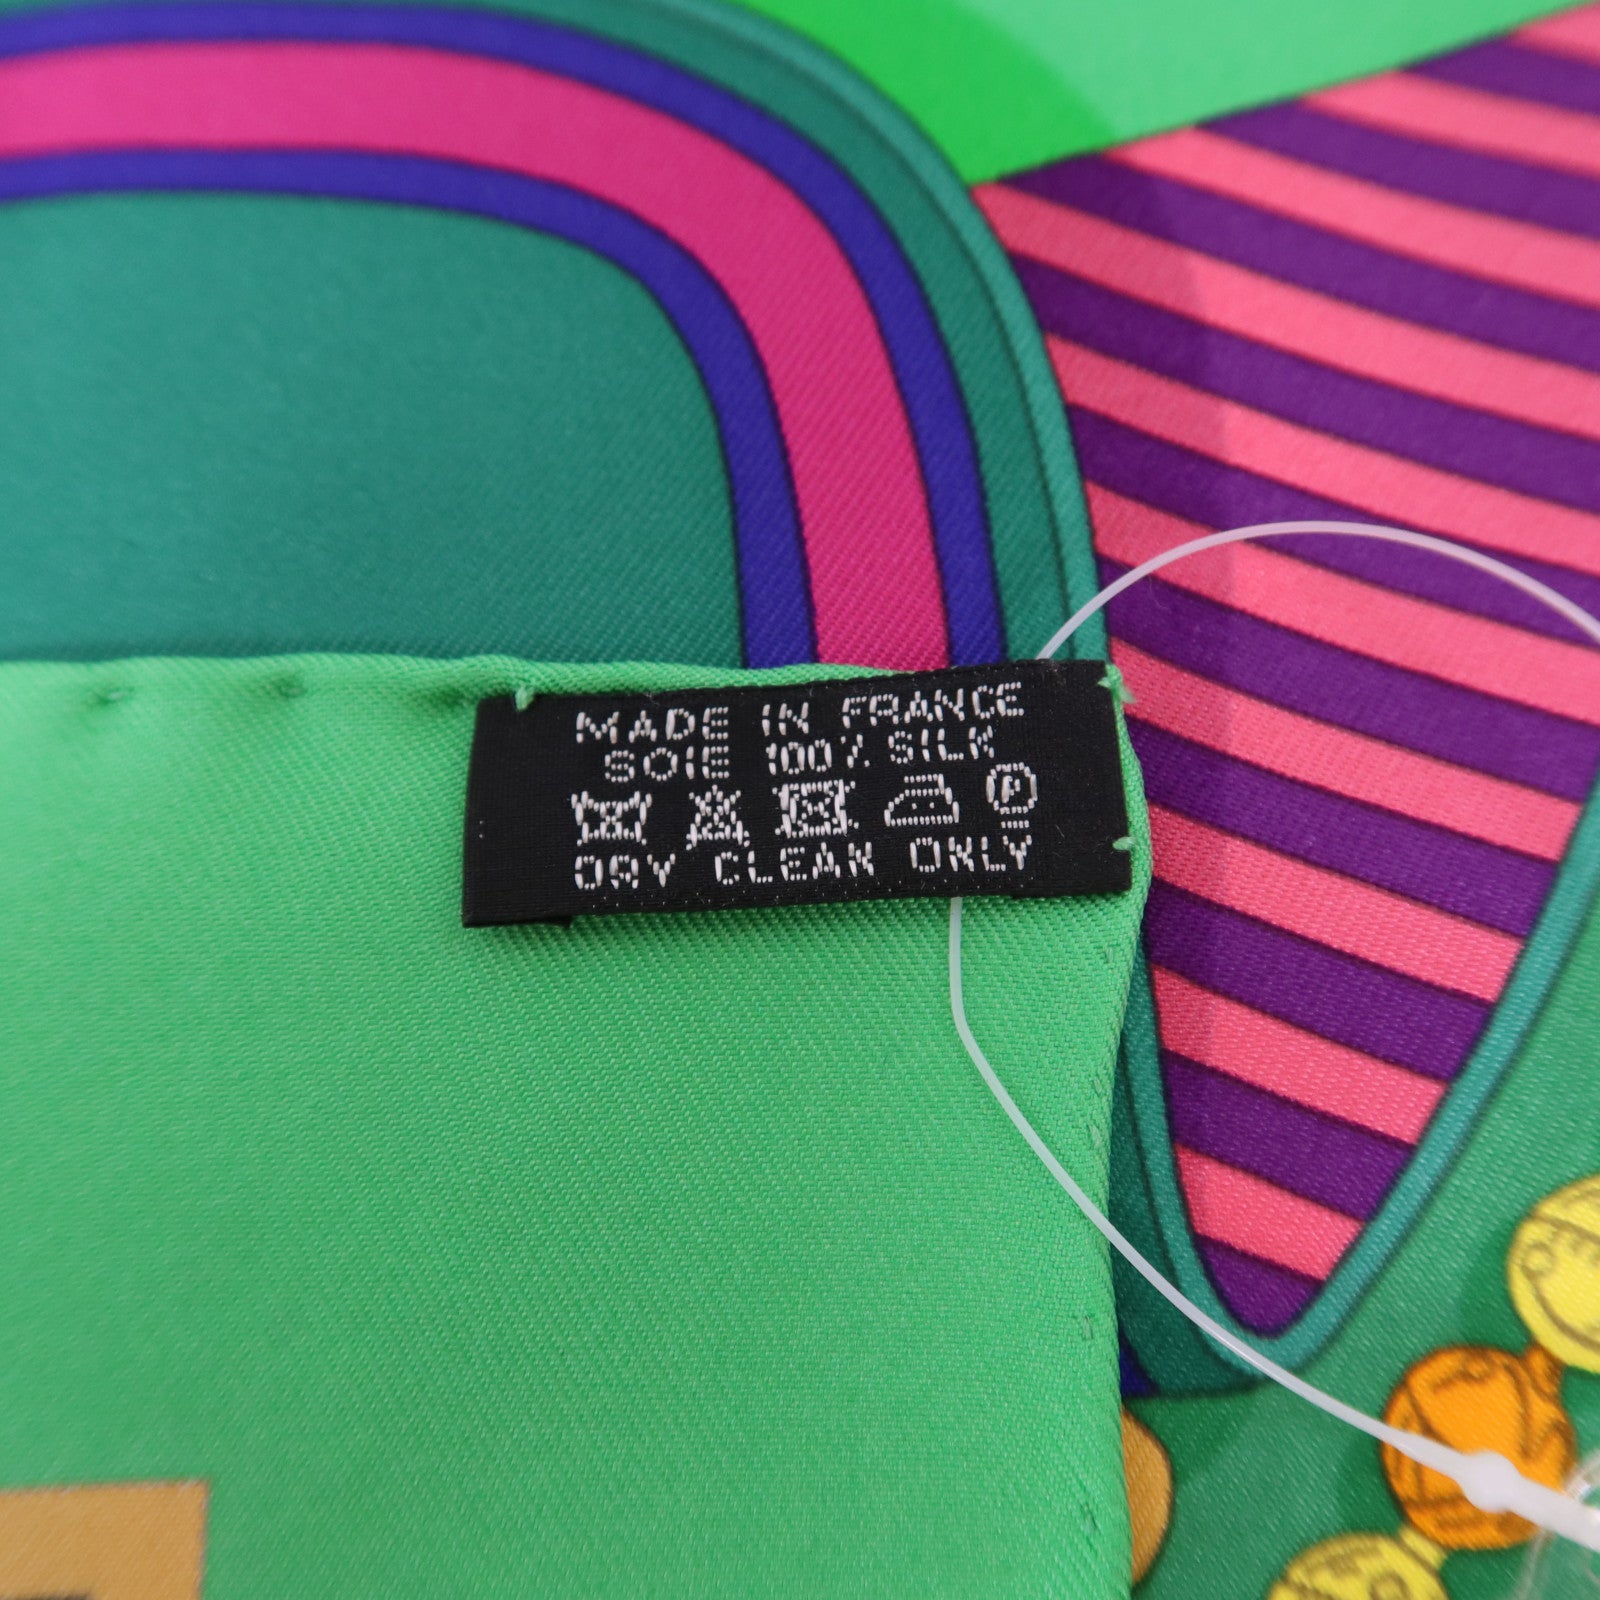 MADE IN FRANCE
SOIE 100% SILK
P
DRY CLEAN ONLY